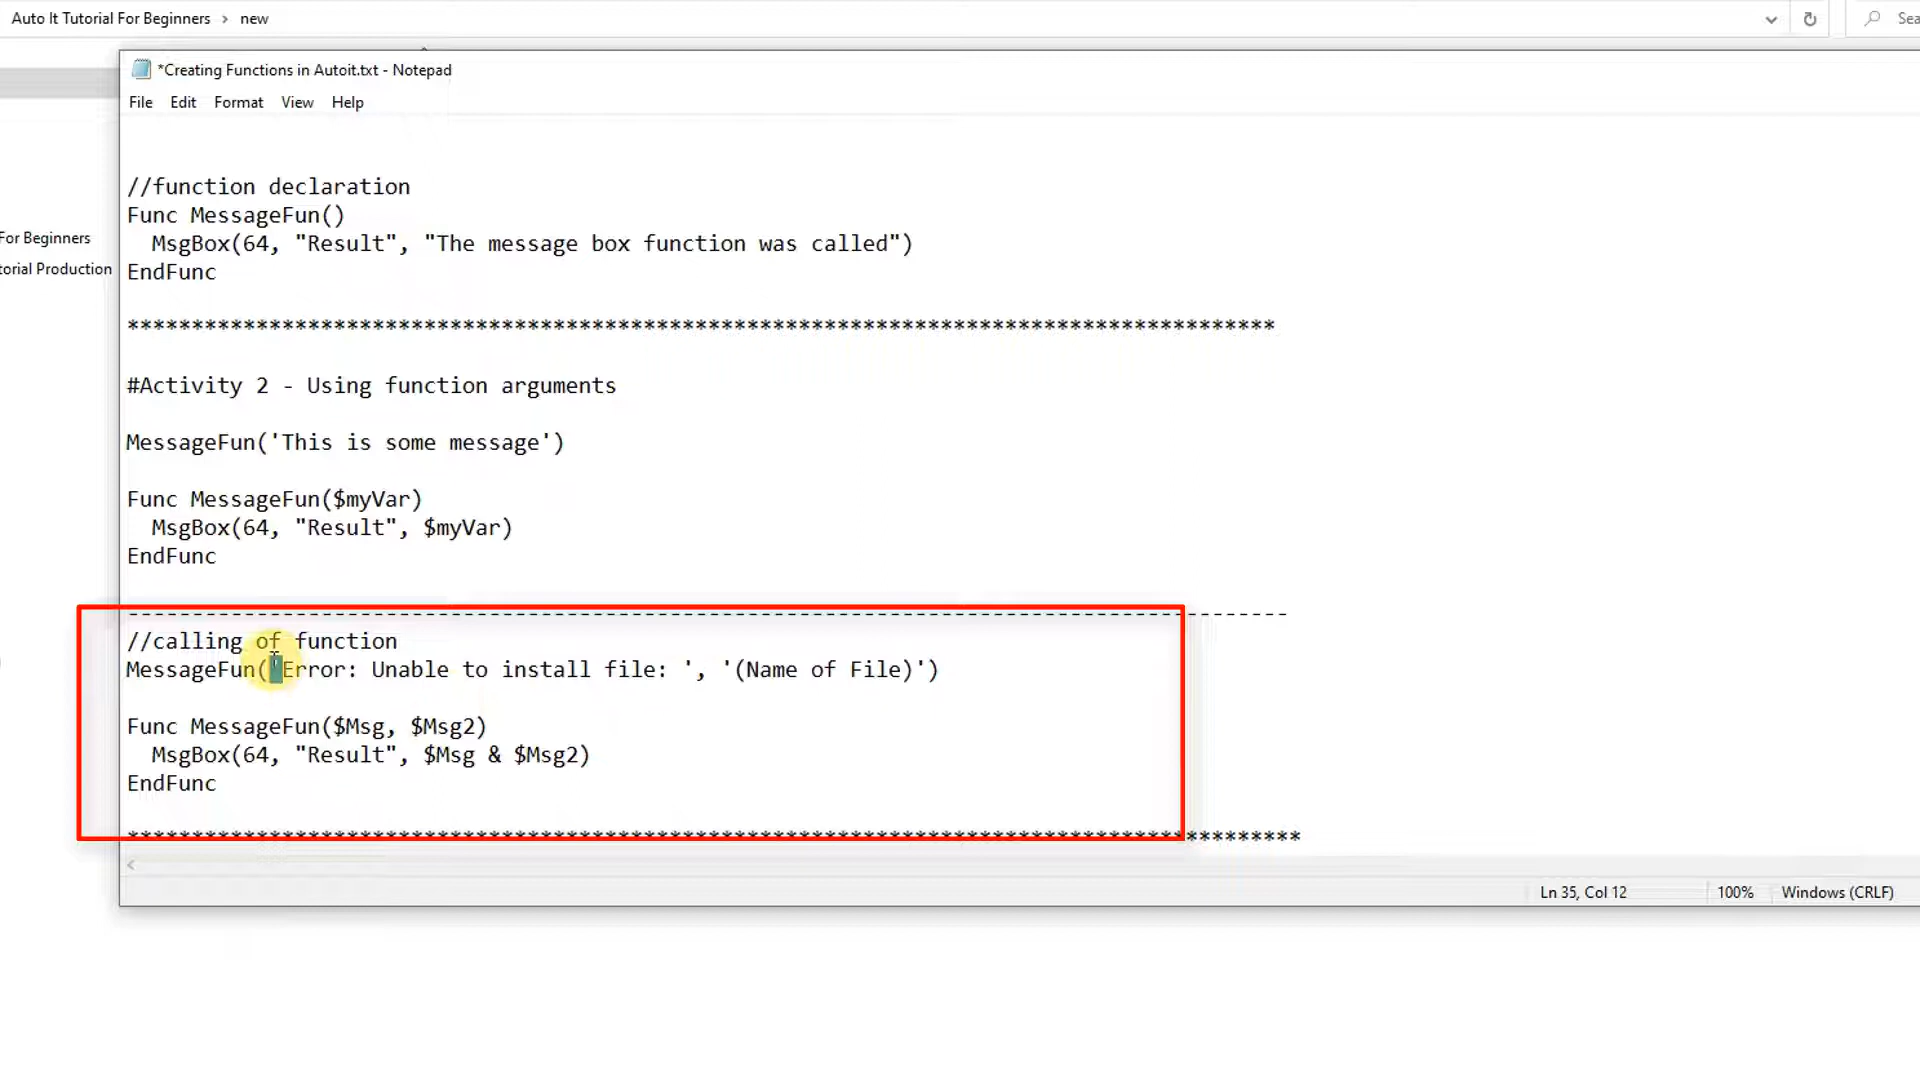 Auto It Tutorial For Beginners > new
Sea
*Creating Functions in Autoit.txt - Notepad
File Edit Format View Help
//function declaration
Func MessageFun()
MsgBox(64, "Result", "The message box function was called")
For Beginners
torial Production
EndFunc
******************************************************************************************
#Activity 2 - Using function arguments
MessageFun('This is some message')
Func MessageFun($myVar)
MsgBox(64, "Result", $myVar)
EndFunc
-------------------------------------------------------------------------------------------
//calling of function
MessageFun('Error: Unable to install file: ', '(Name of File)')
Func MessageFun($Msg, $Msg2)
MsgBox(64, "Result", $Msg & $Msg2)
EndFunc
********************************************************************************************
Ln 35, Col 12 100% Windows (CRLF)